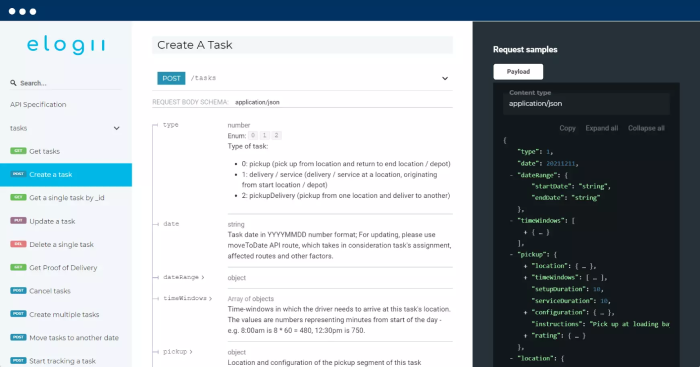 elogii
Search...
API Specification
tasks
GET Get tasks
POST Create a task
GET Get a single task by _id
PUT Update a task
DEL Delete a single task
GET Get Proof of Delivery
POST Cancel tasks
POST Create multiple tasks
POST Move tasks to another date
POST Start tracking a task
Create A Task
POST /tasks
REQUEST BODY SCHEMA: application/json
type
number
Enum: 0 1 2
Type of task:
• 0: pickup (pick up from location and return to end location / depot)
• 1: delivery / service (delivery / service at a location, originating
from start location / depot)
• 2: pickupDelivery (pickup from one location and deliver to another)
date
string
Task date in YYYYMMDD number format; For updating, please use
moveToDate API route, which takes in consideration task's assignment,
affected routes and other factors.
dateRange >
object
timeWindows >
Array of objects
Time-windows in which the driver needs to arrive at this task's location.
The values are numbers representing minutes from start of the day -
e.g. 8:00am is 8 * 60 = 480, 12:30pm is 750.
pickup >
object
Location and configuration of the pickup segment of this task
Request samples
Payload
Content type
application/json
Copy Expand all Collapse all
{
"type": 1,
"date": 20211211,
- "dateRange": {
"startDate": "string",
"endDate": "string"
},
- "timeWindows": [
+ { … }
],
- "pickup": {
+ "location": { … },
+ "timeWindows": [ … ],
"setupDuration": 10,
"serviceDuration": 10,
+ "configuration": { … },
"instructions": "Pick up at loading ba
+ "rating": { … }
},
- "location": {